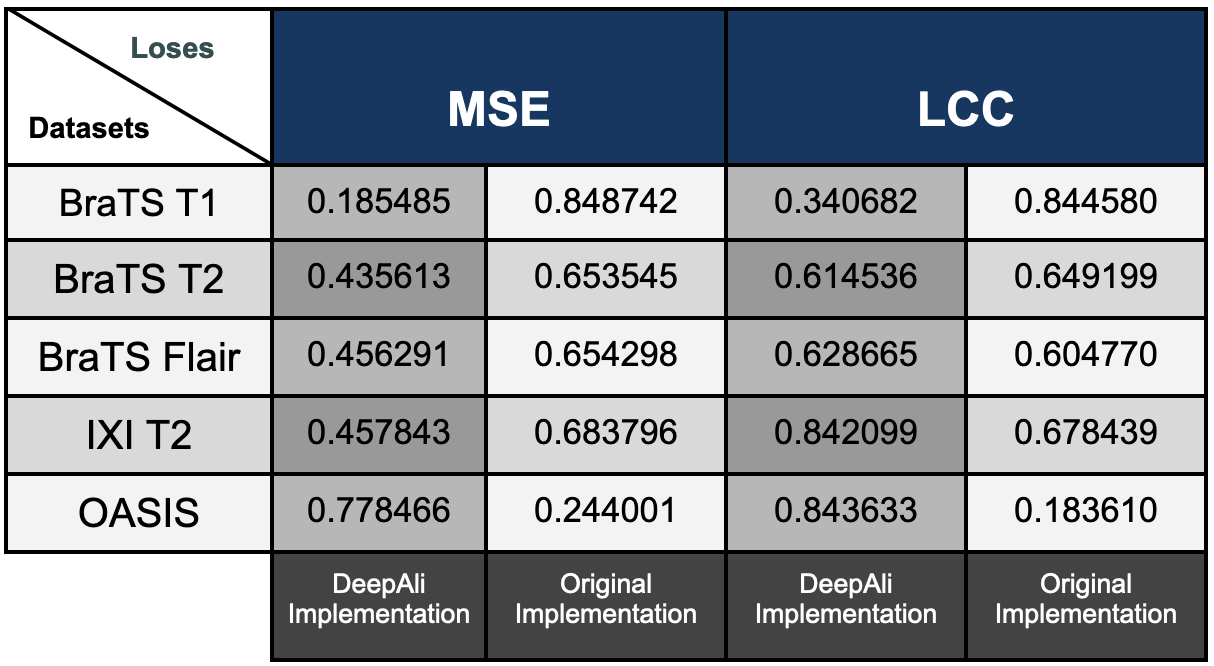 Loses
Datasets
MSE
LCC
BraTS T1
0.185485
0.848742
0.340682
0.844580
BraTS T2
0.435613
0.653545
0.614536
0.649199
BraTS Flair
0.456291
0.654298
0.628665
0.604770
IXI T2
0.457843
0.683796
0.842099
0.678439
OASIS
0.778466
0.244001
0.843633
0.183610
DeepAli
Implementation
Original
Implementation
DeepAli
Implementation
Original
Implementation